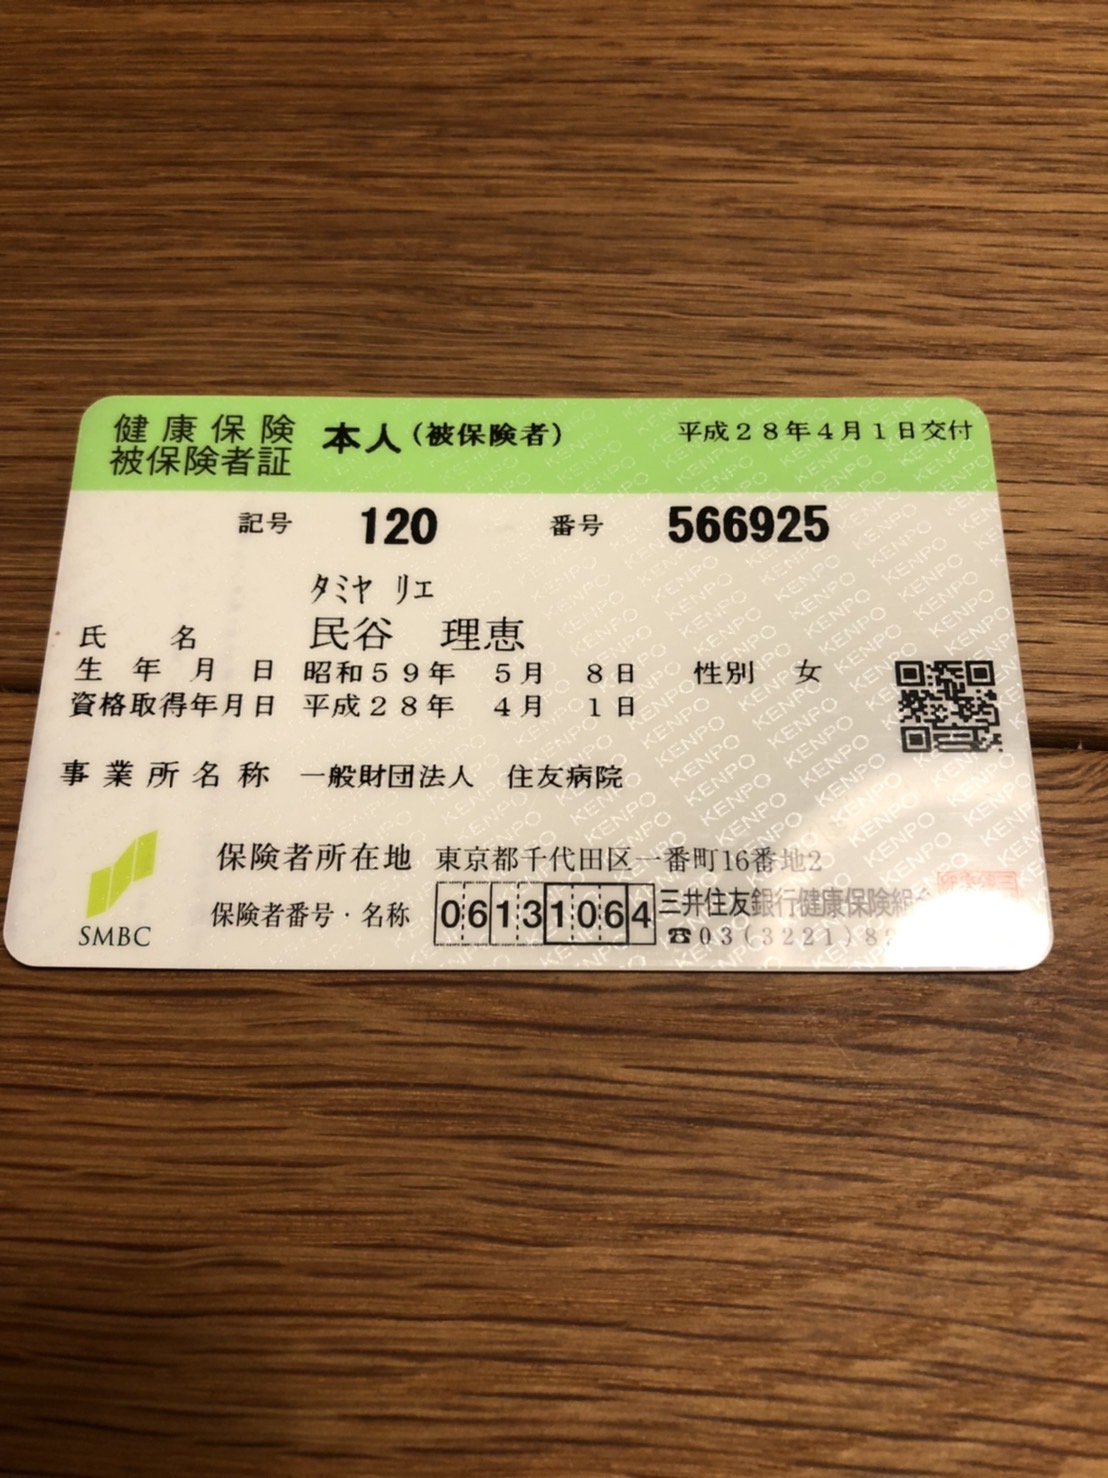 健康保険
被保険者証
本人(被保険者)
平成28年4月1日交付
記号 120 番号 566925
タミヤ リエ
氏名 民谷 理恵
生年月日 昭和59年 5月 8日 性別 女
資格取得年月日 平成28年 4月 1日
事業所名称 一般財団法人 住友病院
保険者所在地 東京都千代田区一番町16番地2
保険者番号・名称 06131064 三井住友銀行健康保険組合
☎03(3221)8
SMBC
KENPO